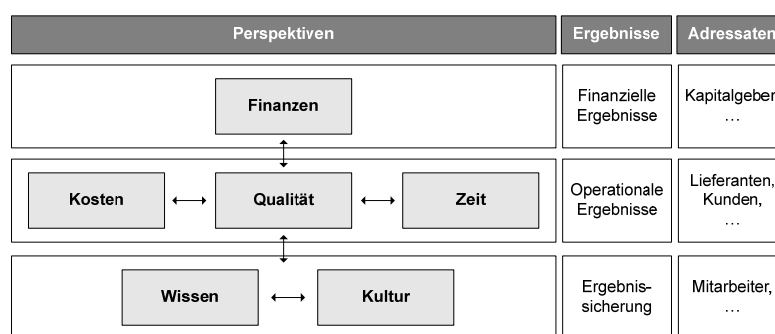 Perspektiven Ergebnisse Adressaten
Finanzen
Finanzielle
Ergebnisse
Kapitalgeber
...
Kosten Qualität Zeit
Operationale
Ergebnisse
Lieferanten,
Kunden,
...
Wissen Kultur
Ergebnis-
sicherung
Mitarbeiter,
...